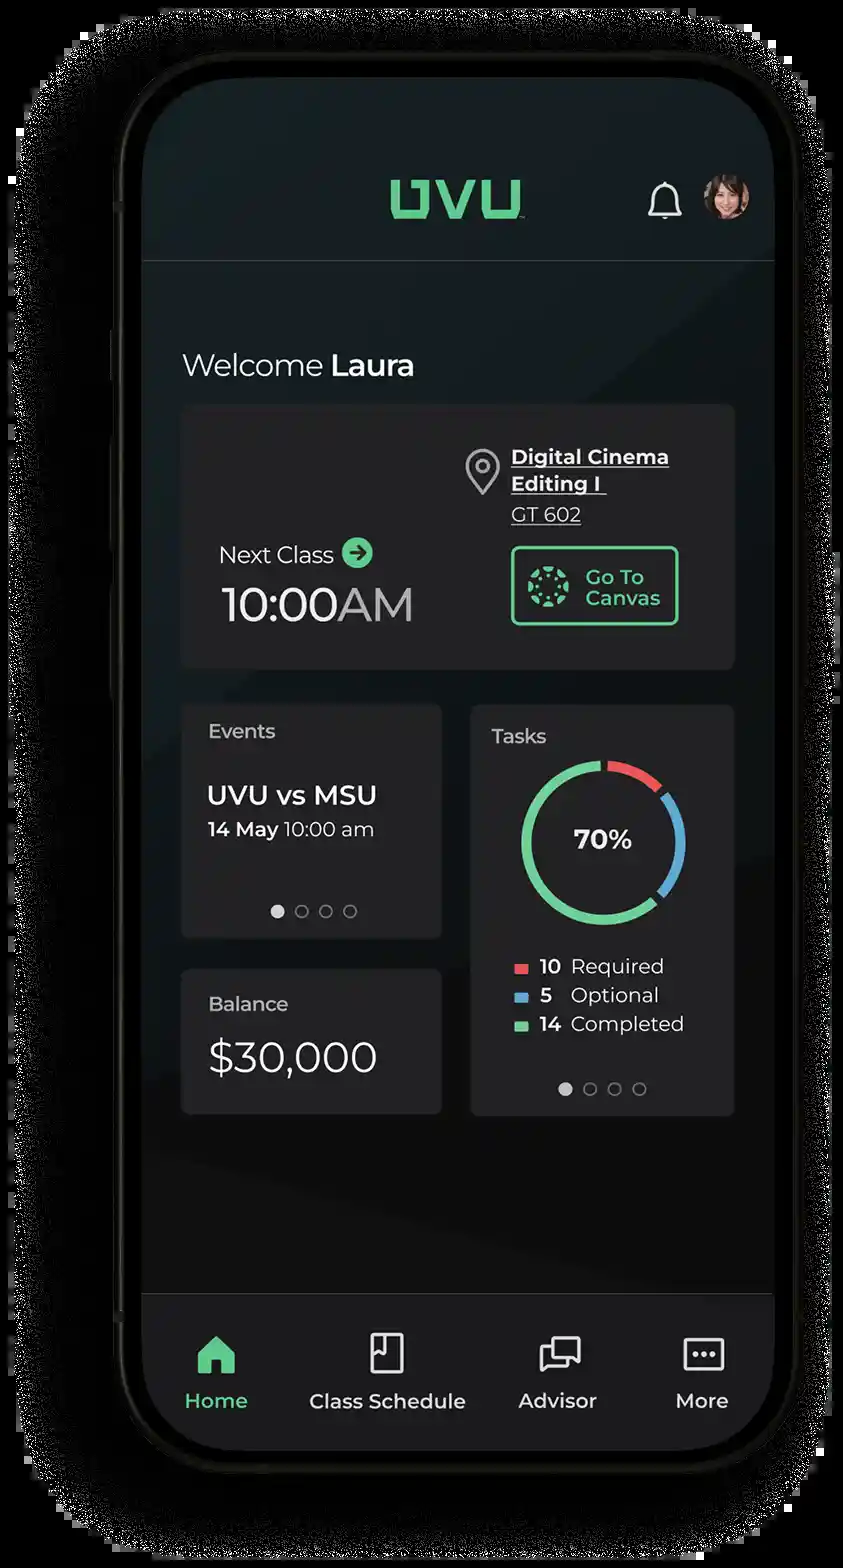 UVU
Welcome Laura
Digital Cinema
Editing I
GT 602
Next Class
10:00AM
Go To
Canvas
Events
UVU vs MSU
14 May 10:00 am
Balance
$30,000
Tasks
70%
10 Required
5 Optional
14 Completed
Home
Class Schedule
Advisor
More